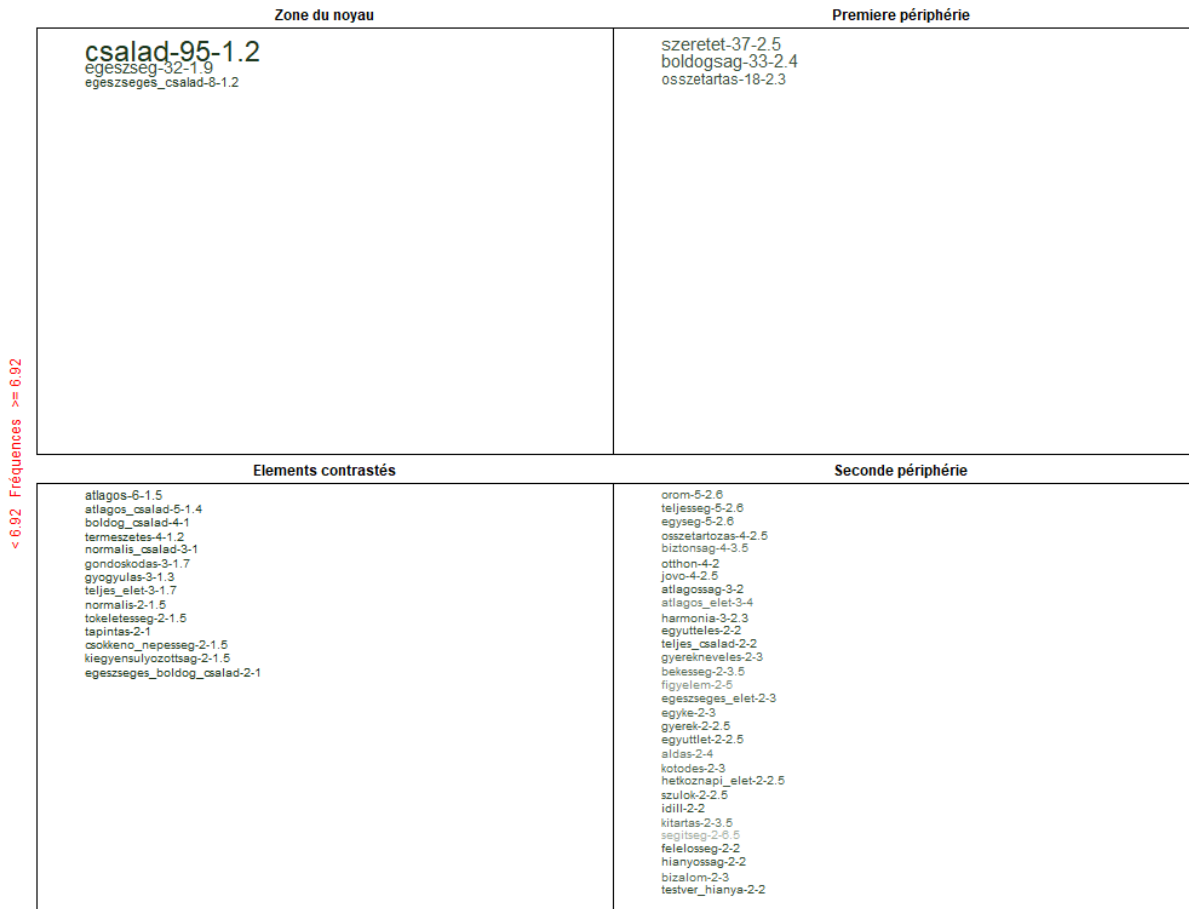 Zone du noyau
Premiere périphérie
csalad-95-1.2
egeszseg-32-1.9
egeszseges_csalad-8-1.2
szeretet-37-2.5
boldogsag-33-2.4
osszetartas-18-2.3
< 6.92 Fréquences >= 6.92
Elements contrastés
Seconde périphérie
atlagos-6-1.5
atlagos_csalad-5-1.4
boldog_csalad-4-1
termeszetes-4-1.2
normalis_csalad-3-1
gondoskodas-3-1.7
gyogyulas-3-1.3
teljes_elet-3-1.7
normalis-2-1.5
tokeletesseg-2-1.5
tapintas-2-1
csokkeno_nepesseg-2-1.5
kiegyensulyozottsag-2-1.5
egeszseges_boldog_csalad-2-1
orom-5-2.6
teljesseg-5-2.6
egyseg-5-2.6
osszetartozas-4-2.5
biztonsag-4-3.5
otthon-4-2
jovo-4-2.5
atlagossag-3-2
atlagos_elet-3-4
harmonia-3-2.3
egyutteles-2-2
teljes_csalad-2-2
gyerekneveles-2-3
bekesseg-2-3.5
figyelem-2-5
egeszseges_elet-2-3
egyke-2-3
gyerek-2-2.5
egyuttlet-2-2.5
aldas-2-4
kotodes-2-3
hetkoznapi_elet-2-2.5
szulok-2-2.5
idill-2-2
kitartas-2-3.5
segitseg-2-6.5
felelosseg-2-2
hianyossag-2-2
bizalom-2-3
testver_hianya-2-2